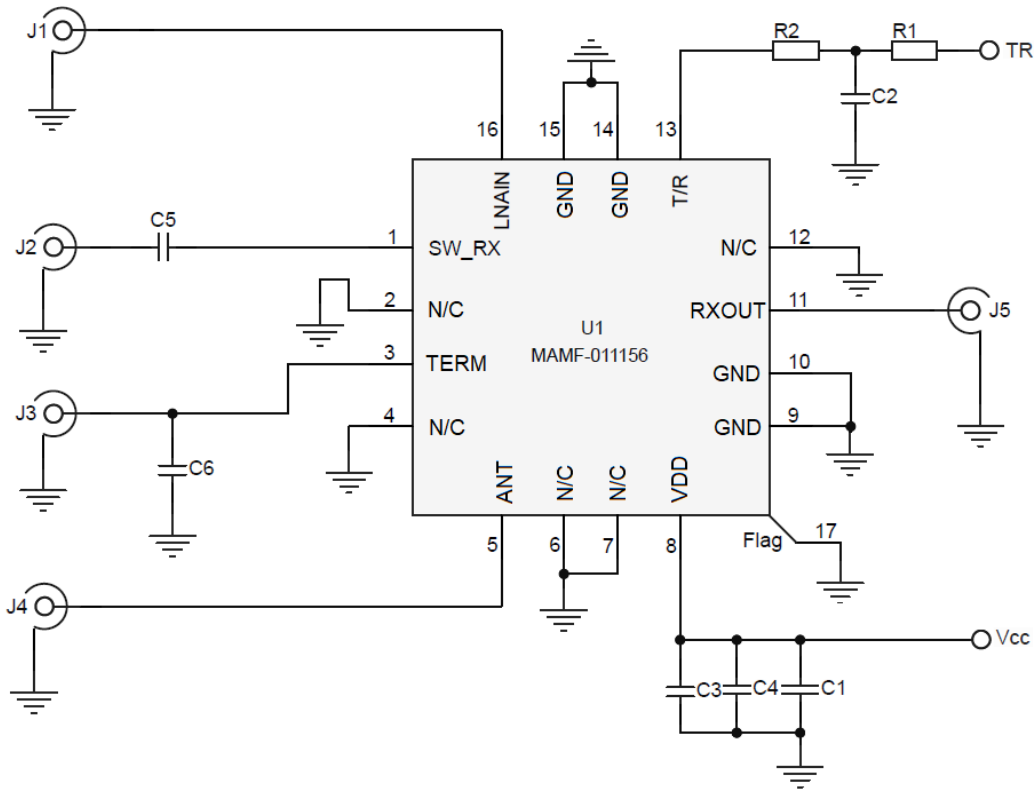 J1
R2
R1
TR
C2
16
15
14
13
LNAIN
GND
GND
T/R
C5
J2
1
SW_RX
N/C
12
2
N/C
RXOUT
11
J5
U1
MAMF-011156
3
TERM
GND
10
J3
4
N/C
GND
9
C6
ANT
N/C
N/C
VDD
Flag
17
5
6
7
8
J4
Vcc
C3
C4
C1